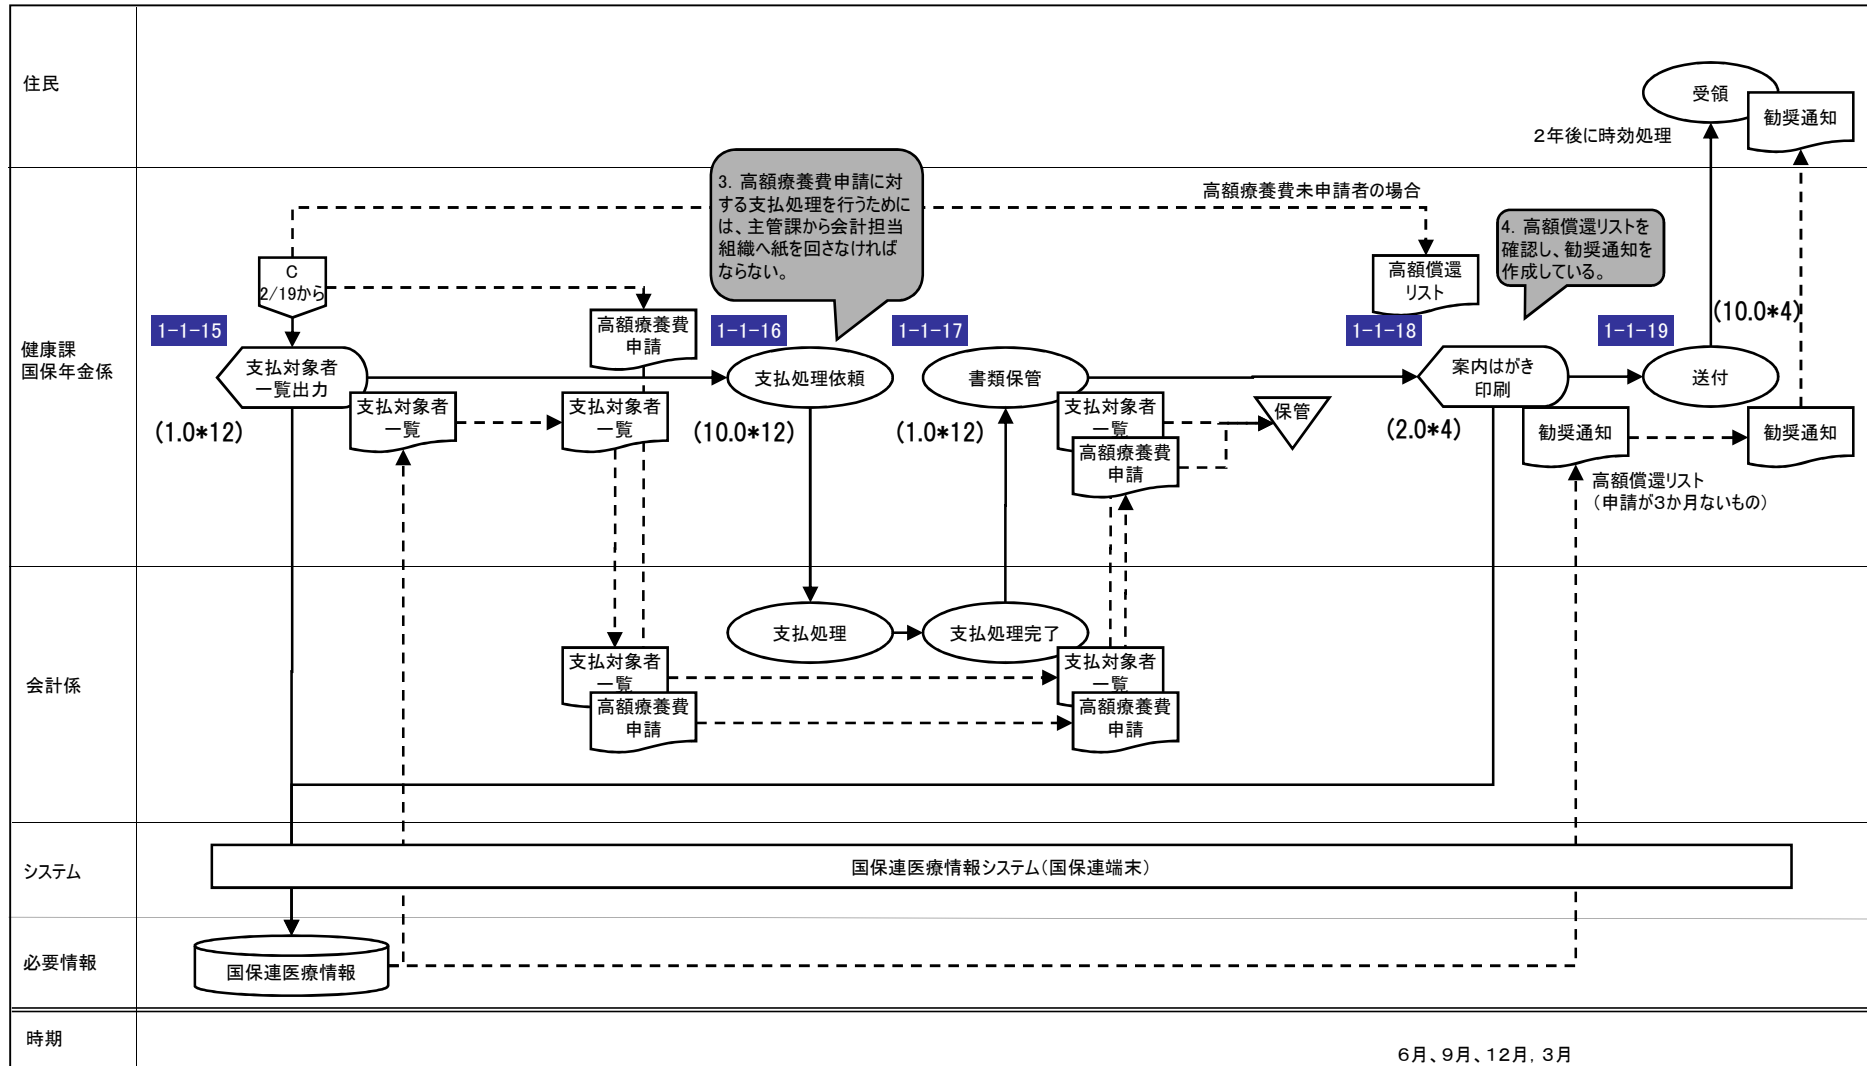 住民
受領
勧奨通知
2年後に時効処理
健康課
国保年金係
3. 高額療養費申請に対
する支払処理を行うために
は、主管課から会計担当
組織へ紙を回さなければ
ならない。
高額療養費未申請者の場合
4. 高額償還リストを
確認し、勧奨通知を
作成している。
C
2/19から
高額償還
リスト
高額療養費
申請
1-1-15
1-1-16
1-1-17
1-1-18
1-1-19
(10.0*4)
支払対象者
一覧出力
支払処理依頼
書類保管
案内はがき
印刷
送付
(1.0*12)
支払対象者
一覧
支払対象者
一覧
(10.0*12)
(1.0*12)
支払対象者
一覧
高額療養費
申請
保管
(2.0*4)
勧奨通知
勧奨通知
高額償還リスト
(申請が3か月ないもの)
会計係
支払処理
支払処理完了
支払対象者
一覧
高額療養費
申請
支払対象者
一覧
高額療養費
申請
システム
国保連医療情報システム(国保連端末)
必要情報
国保連医療情報
時期
6月、9月、12月, 3月